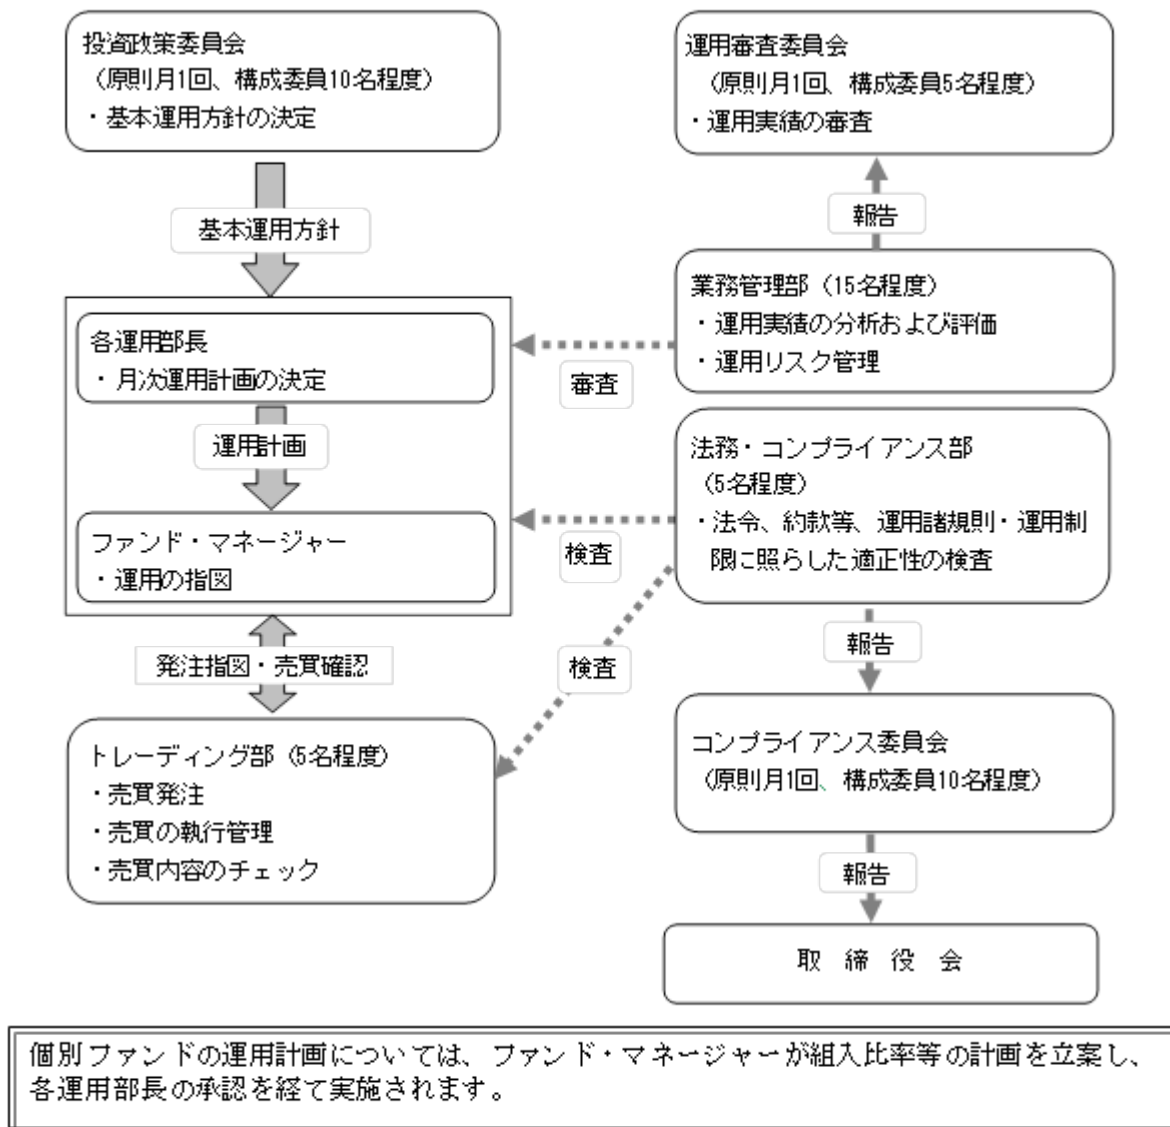 投資政策委員会
（原則月1回、構成委員10名程度）
・基本運用方針の決定
基本運用方針
各運用部長
・月次運用計画の決定
運用計画
ファンド・マネージャー
・運用の指図
発注指図・売買確認
トレーディング部（5名程度）
・売買発注
・売買の執行管理
・売買内容のチェック
運用審査委員会
（原則月1回、構成委員5名程度）
・運用実績の審査
報告
業務管理部（15名程度）
・運用実績の分析および評価
・運用リスク管理
審査
法務・コンプライアンス部
（5名程度）
・法令、約款等、運用諸規則・運用制
限に照らした適正性の検査
検査
検査
報告
コンプライアンス委員会
（原則月1回、構成委員10名程度）
報告
取 締 役 会
個別ファンドの運用計画については、ファンド・マネージャーが組入比率等の計画を立案し、
各運用部長の承認を経て実施されます。